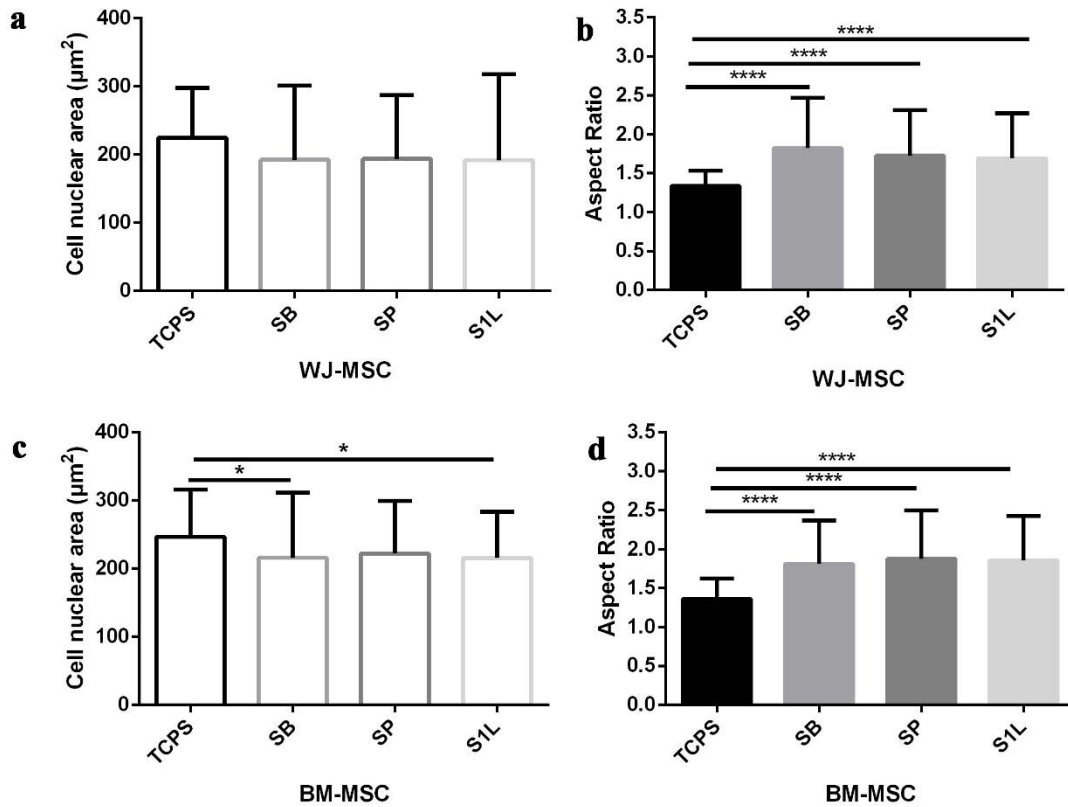 a
Cell nuclear area (µm²)
400
300
200
100
0
TCPS
SB
SP
S1L
WJ-MSC
b
Aspect Ratio
3.5
3.0
2.5
2.0
1.5
1.0
0.5
0.0
****
****
****
TCPS
SB
SP
S1L
WJ-MSC
c
Cell nuclear area (µm²)
400
300
200
100
0
*
*
TCPS
SB
SP
S1L
BM-MSC
d
Aspect Ratio
3.5
3.0
2.5
2.0
1.5
1.0
0.5
0.0
****
****
****
TCPS
SB
SP
S1L
BM-MSC